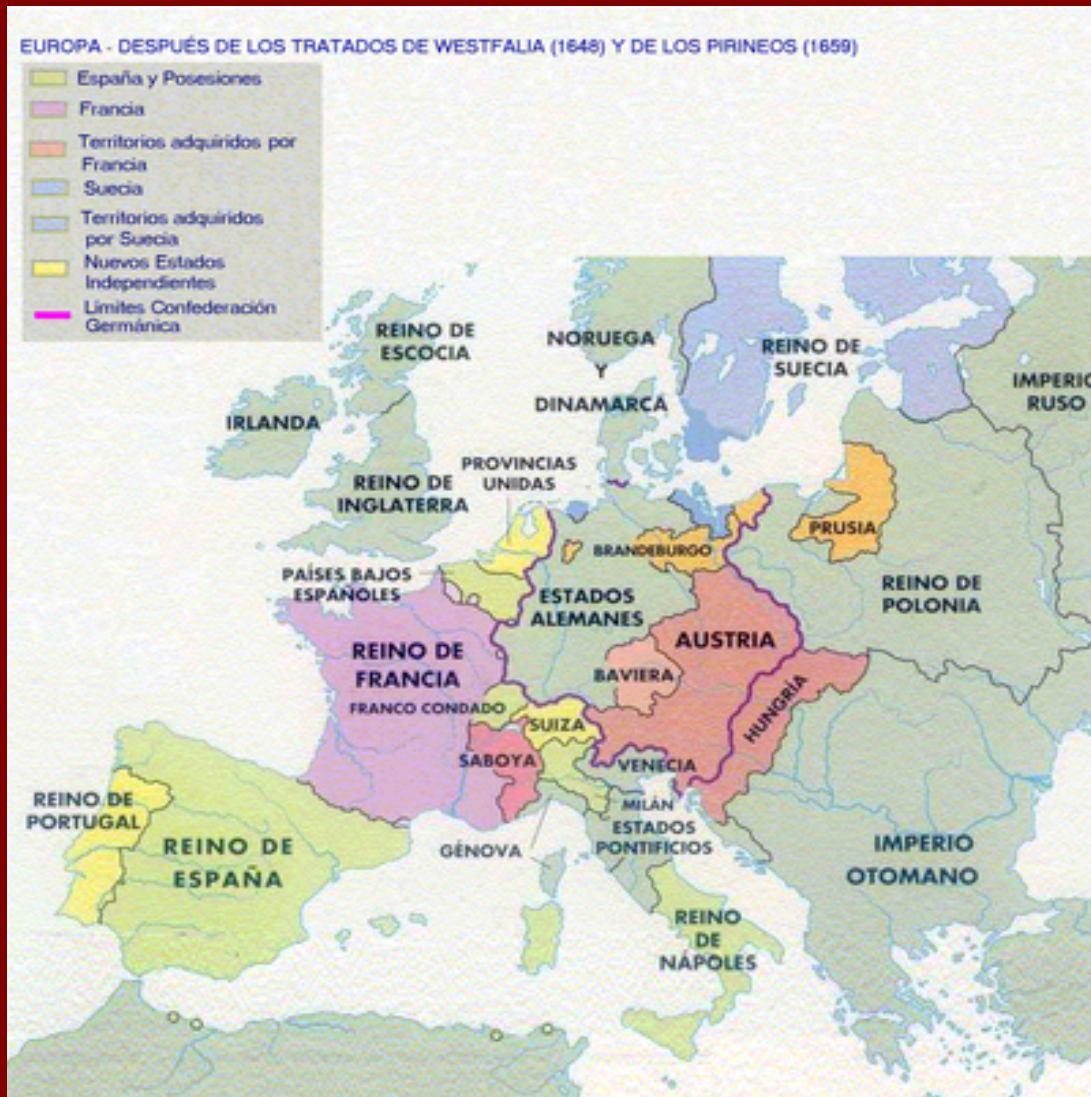 EUROPA - DESPUÉS DE LOS TRATADOS DE WESTFALIA (1648) Y DE LOS PIRINEOS (1659)
España y Posesiones
Francia
Territorios adquiridos por
Francia
Suecia
Territorios adquiridos
por Suecia
Nuevos Estados
Independientes
Limites Confederación
Germánica
REINO DE
ESCOCIA
NORUEGA
Y
DINAMARCA
REINO DE
SUECIA
IMPERIO
RUSO
IRLANDA
REINO DE
INGLATERRA
PROVINCIAS
UNIDAS
PRUSIA
BRANDEBURGO
PAÍSES BAJOS
ESPAÑOLES
ESTADOS
ALEMANES
REINO DE
POLONIA
REINO DE
FRANCIA
AUSTRIA
BAVIERA
HUNGRÍA
FRANCO CONDADO
SUIZA
SABOYA
VENECIA
MILÁN
REINO DE
PORTUGAL
REINO DE
ESPAÑA
GÉNOVA
ESTADOS
PONTIFICIOS
IMPERIO
OTOMANO
REINO
DE
NÁPOLES